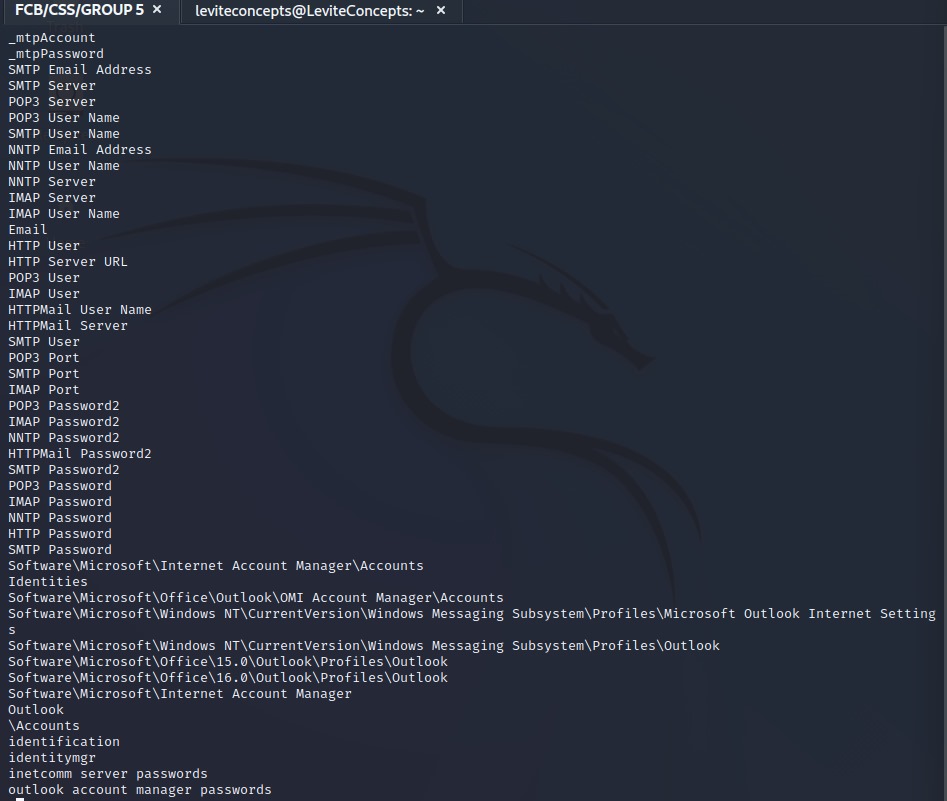 FCB/CSS/GROUP 5 ×
leviteconcepts@LeviteConcepts: ~ ×
_mtpAccount
_mtpPassword
SMTP Email Address
SMTP Server
POP3 Server
POP3 User Name
SMTP User Name
NNTP Email Address
NNTP User Name
NNTP Server
IMAP Server
IMAP User Name
Email
HTTP User
HTTP Server URL
POP3 User
IMAP User
HTTPMail User Name
HTTPMail Server
SMTP User
POP3 Port
SMTP Port
IMAP Port
POP3 Password2
IMAP Password2
NNTP Password2
HTTPMail Password2
SMTP Password2
POP3 Password
IMAP Password
NNTP Password
HTTP Password
SMTP Password
Software\Microsoft\Internet Account Manager\Accounts
Identities
Software\Microsoft\Office\Outlook\OMI Account Manager\Accounts
Software\Microsoft\Windows NT\CurrentVersion\Windows Messaging Subsystem\Profiles\Microsoft Outlook Internet Setting
s
Software\Microsoft\Windows NT\CurrentVersion\Windows Messaging Subsystem\Profiles\Outlook
Software\Microsoft\Office\15.0\Outlook\Profiles\Outlook
Software\Microsoft\Office\16.0\Outlook\Profiles\Outlook
Software\Microsoft\Internet Account Manager
Outlook
\Accounts
identification
identitymgr
inetcomm server passwords
outlook account manager passwords